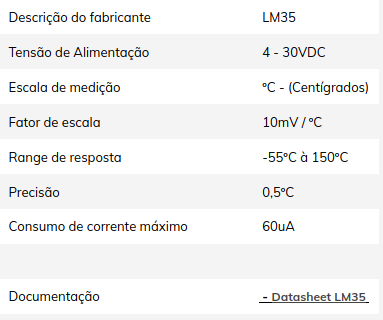 Descrição do fabricante LM35
Tensão de Alimentação 4 - 30VDC
Escala de medição ºC - (Centígrados)
Fator de escala 10mV / ºC
Range de resposta -55ºC à 150ºC
Precisão 0,5ºC
Consumo de corrente máximo 60uA
Documentação - Datasheet LM35